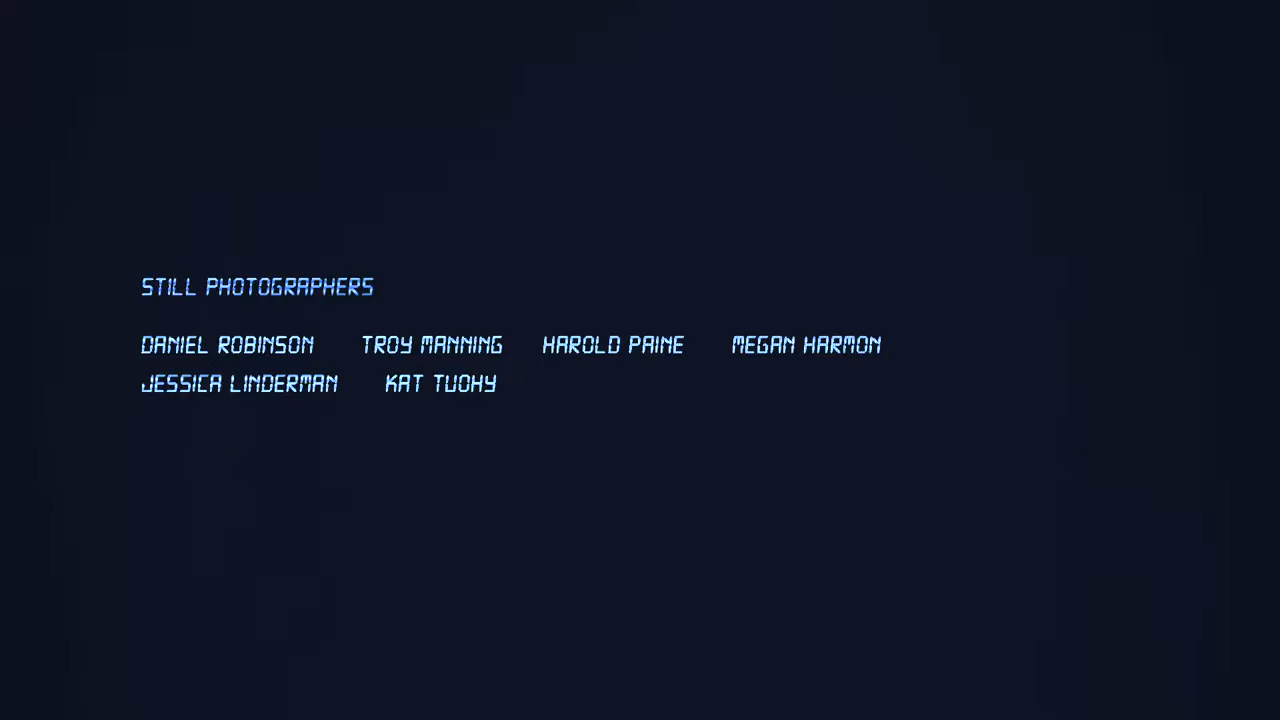 STILL PHOTOGRAPHERS
DANIEL ROBINSON TROY MANNING HAROLD PAINE MEGAN HARMON
JESSICA LINDERMAN KAT TUOHY